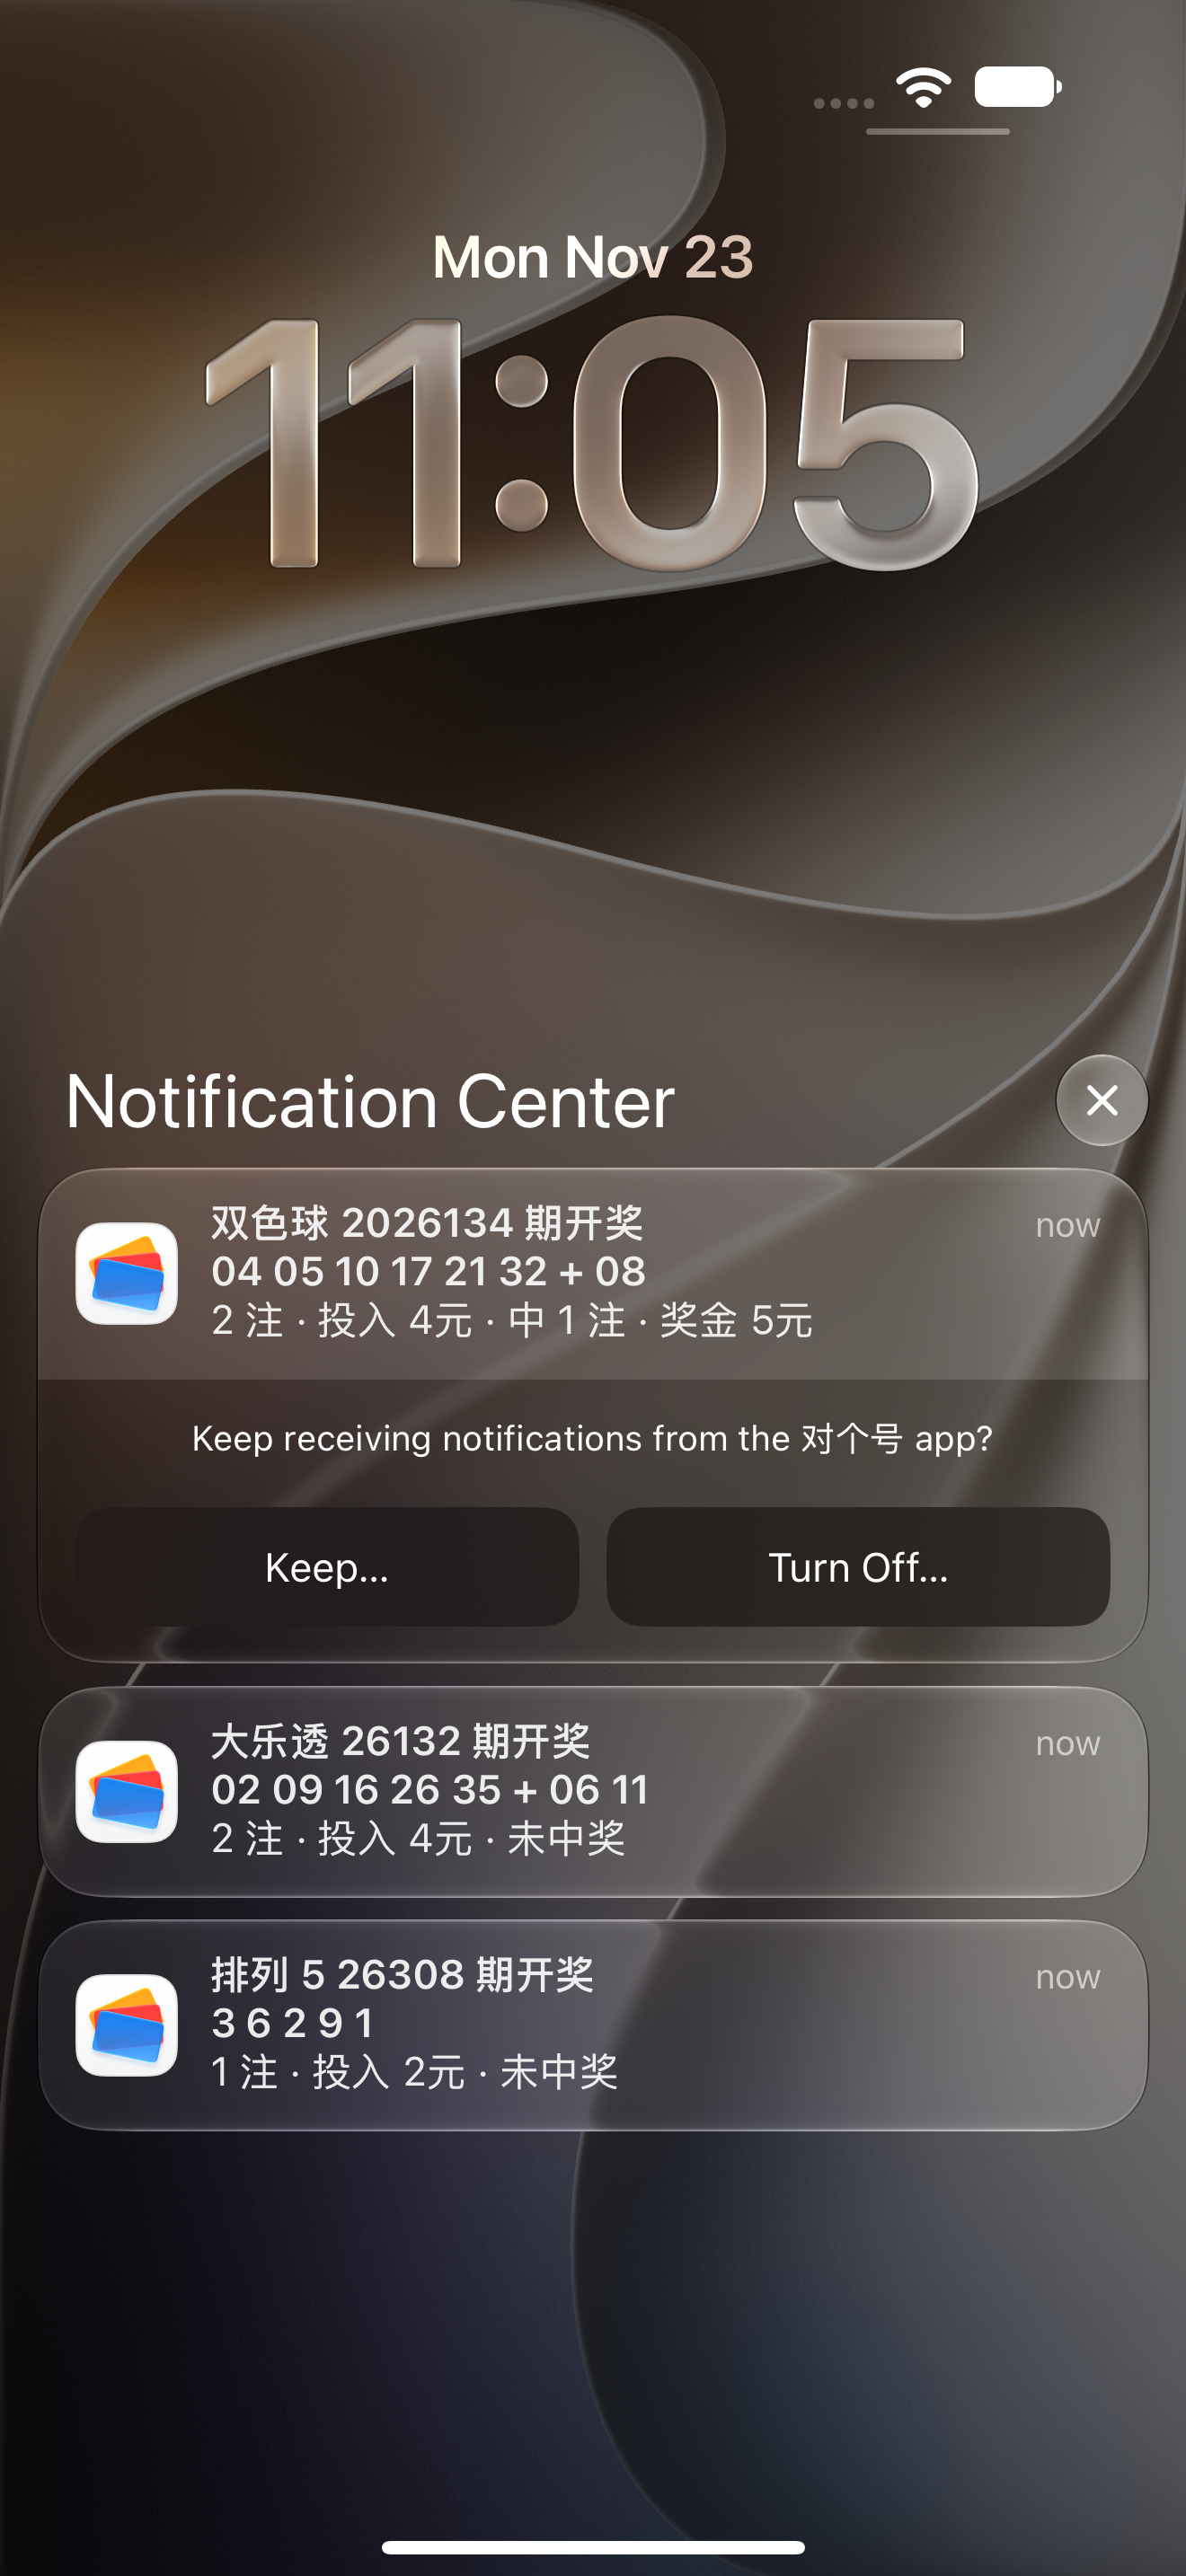 Mon Nov 23
11:05
Notification Center
双色球 2026134 期开奖
now
04 05 10 17 21 32 + 08
2 注 · 投入 4元 · 中 1 注 · 奖金 5元
Keep receiving notifications from the 对个号 app?
Keep...
Turn Off...
大乐透 26132 期开奖
now
02 09 16 26 35 + 06 11
2 注 · 投入 4元 · 未中奖
排列 5 26308 期开奖
now
3 6 2 9 1
1 注 · 投入 2元 · 未中奖